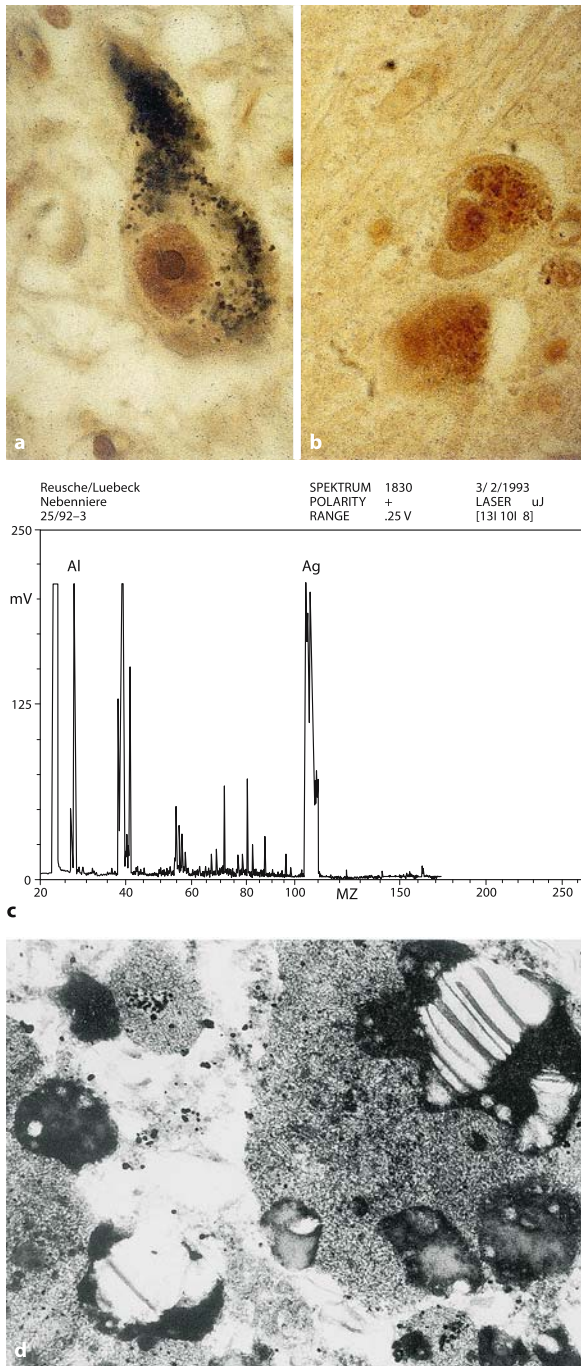 a
b
Reusche/Luebeck
Nebenniere
25/92–3
SPEKTRUM 1830
POLARITY +
RANGE .25 V
3/ 2/1993
LASER uJ
[13I 10I 8]
250
mV
125
0
Al
Ag
20 40 60 80 100 150 200 250
MZ
c
d